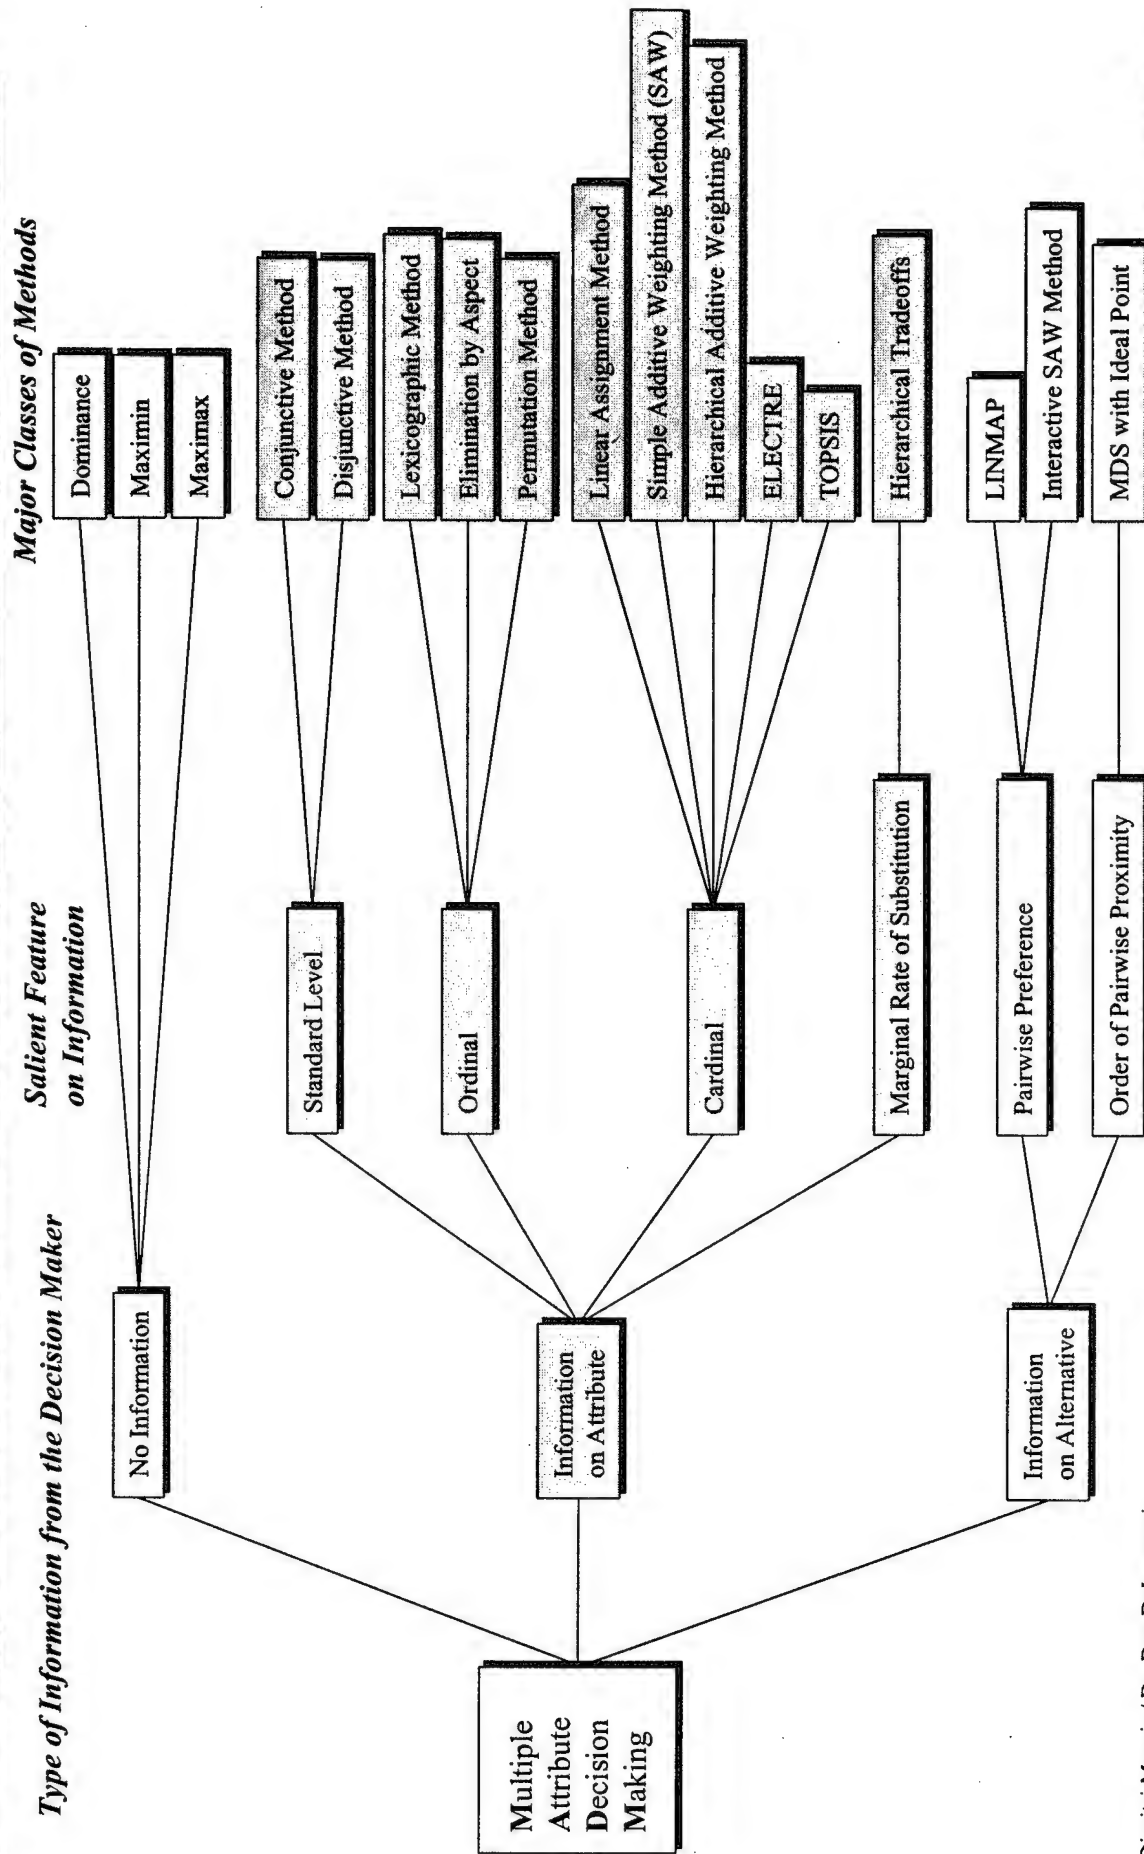 Type of Information from the Decision Maker
Salient Feature
on Information
Major Classes of Methods
Multiple
Attribute
Decision
Making
No Information
Dominance
Maximin
Maximax
Information
on Attribute
Standard Level
Conjunctive Method
Disjunctive Method
Ordinal
Lexicographic Method
Elimination by Aspect
Permutation Method
Cardinal
Linear Assignment Method
Simple Additive Weighting Method (SAW)
Hierarchical Additive Weighting Method
ELECTRE
TOPSIS
Marginal Rate of Substitution
Hierarchical Tradeoffs
Information
on Alternative
Pairwise Preference
LINMAP
Interactive SAW Method
Order of Pairwise Proximity
MDS with Ideal Point